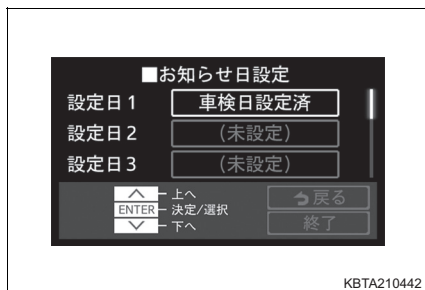 ■お知らせ日設定
設定日1 車検日設定済
設定日2 (未設定)
設定日3 (未設定)
上へ
ENTER 決定/選択
下へ
戻る
終了
KBTA210442